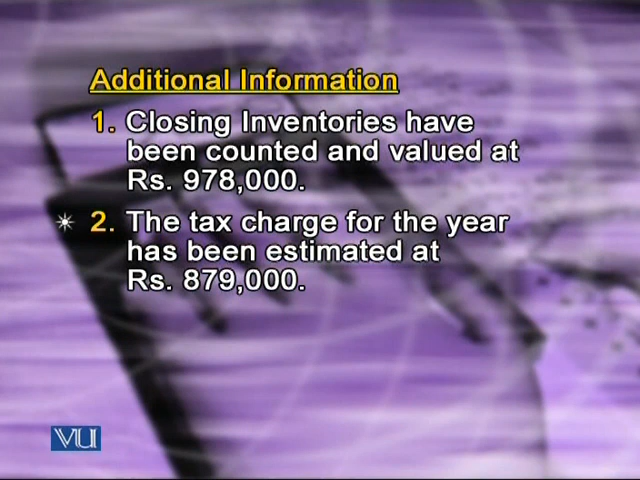 Additional Information
1. Closing Inventories have
been counted and valued at
Rs. 978,000.
2. The tax charge for the year
has been estimated at
Rs. 879,000.
VU